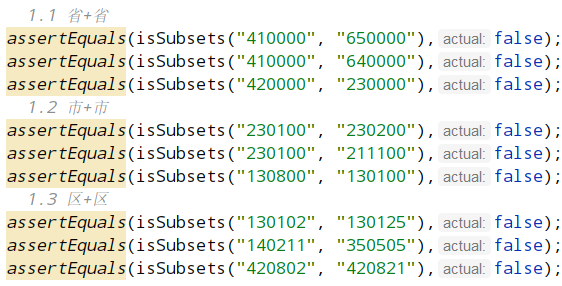 1.1 省+省
assertEquals(isSubsets("410000", "650000"), actual: false);
assertEquals(isSubsets("410000", "640000"), actual: false);
assertEquals(isSubsets("420000", "230000"), actual: false);
1.2 市+市
assertEquals(isSubsets("230100", "230200"), actual: false);
assertEquals(isSubsets("230100", "211100"), actual: false);
assertEquals(isSubsets("130800", "130100"), actual: false);
1.3 区+区
assertEquals(isSubsets("130102", "130125"), actual: false);
assertEquals(isSubsets("140211", "350505"), actual: false);
assertEquals(isSubsets("420802", "420821"), actual: false);